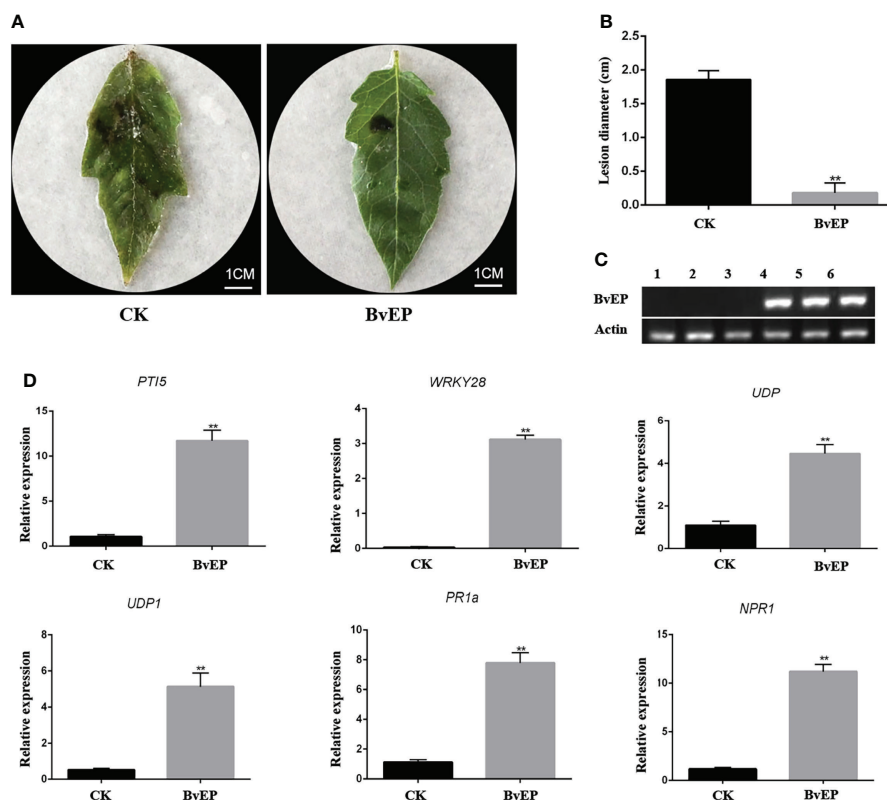 A
1CM
CK
1CM
BvEP
B
Lesion diameter (cm)
2.5
2.0
1.5
1.0
0.5
0.0
**
CK
BvEP
C
1 2 3 4 5 6
BvEP
Actin
D
PTI5
Relative expression
15
10
5
0
**
CK
BvEP
WRKY28
Relative expression
4
3
2
1
0
**
CK
BvEP
UDP
Relative expression
6
4
2
0
**
CK
BvEP
UDP1
Relative expression
8
6
4
2
0
**
CK
BvEP
PR1a
Relative expression
10
8
6
4
2
0
**
CK
BvEP
NPR1
Relative expression
15
10
5
0
**
CK
BvEP